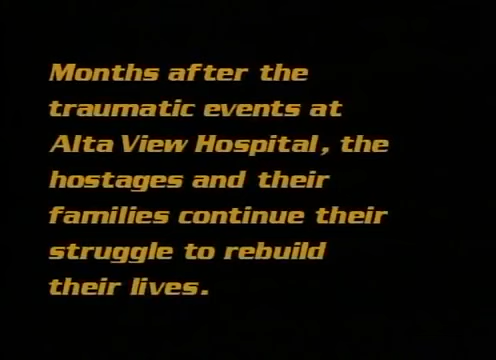 Months after the
traumatic events at
Alta View Hospital, the
hostages and their
families continue their
struggle to rebuild
their lives.